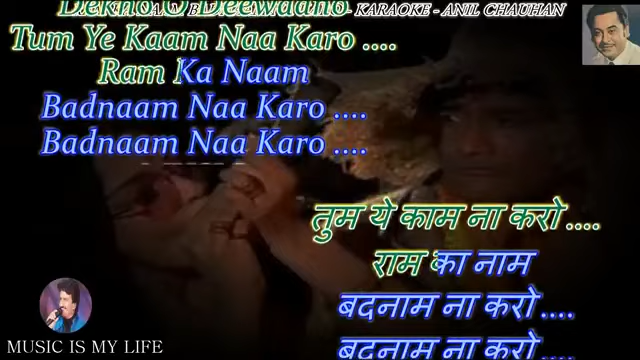 Dekho O Deewaano
KARAOKE - ANIL CHAUHAN
Tum Ye Kaam Naa Karo ....
Ram Ka Naam
Badnaam Naa Karo ....
Badnaam Naa Karo ....
तुम ये काम ना करो ....
राम का नाम
बदनाम ना करो ....
बदनाम ना करो ....
MUSIC IS MY LIFE